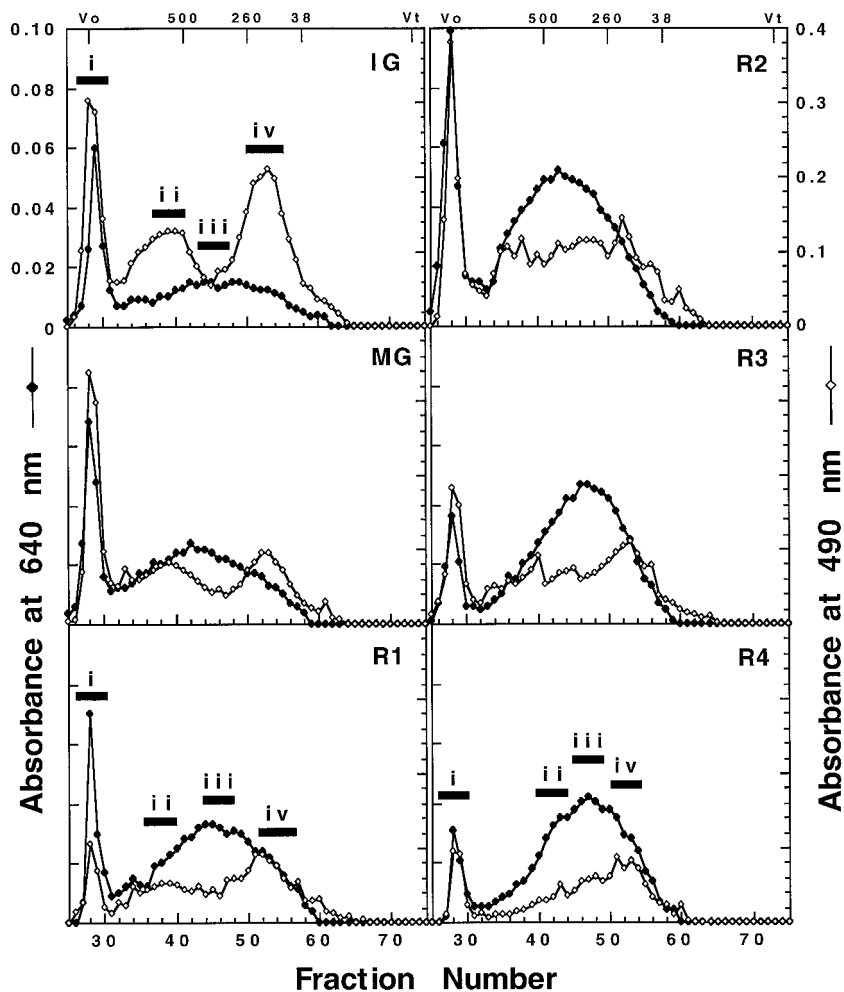 Vo 500 260 38 Vt
Vo 500 260 38 Vt
0.10
0.08
0.06
0.04
0.02
0
IG
i
ii
iii
iv
R2
0.4
0.3
0.2
0.1
0
MG
R3
R1
i
ii
iii
iv
R4
i
ii
iii
iv
30 40 50 60 70
30 40 50 60 70
Absorbance at 640 nm
Absorbance at 490 nm
Fraction Number